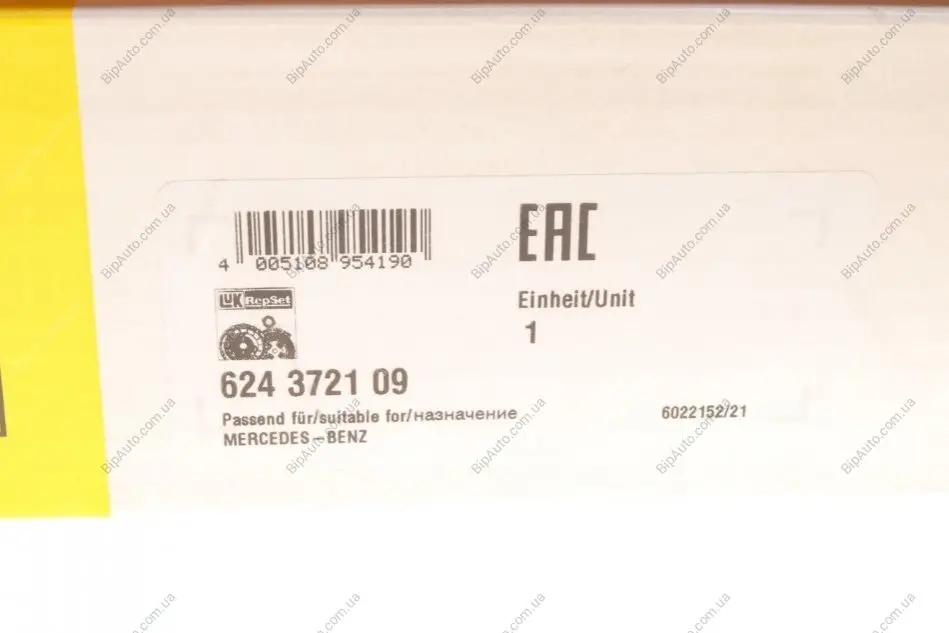 4 005108 954190
EAC
LUK RepSet
Einheit/Unit
1
624 3721 09
Passend für/suitable for/назначение
MERCEDES-BENZ
6022152/21
BipAuto.com.ua